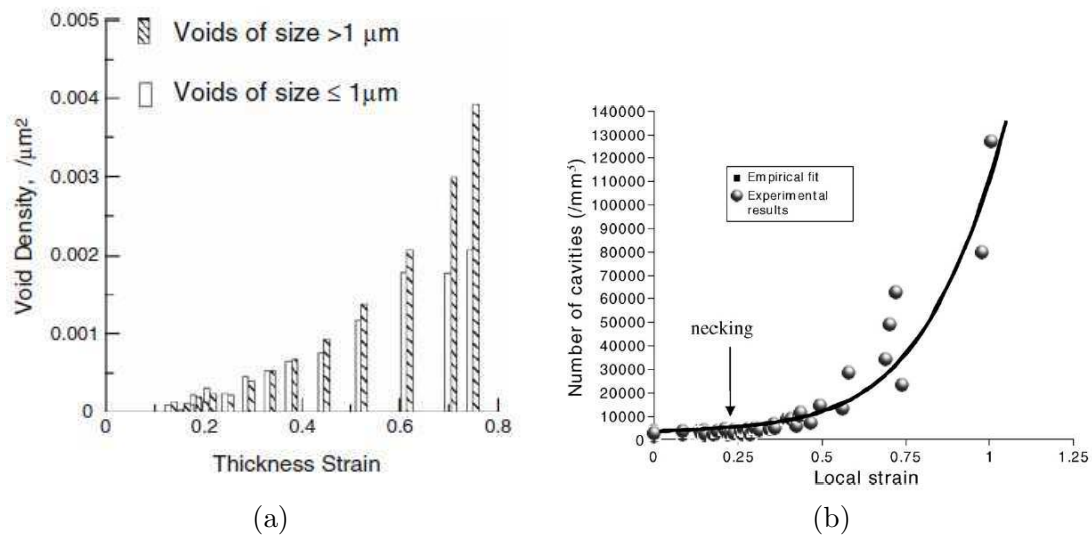 0.005
0.004
0.003
0.002
0.001
0
Void Density, /μm²
Voids of size >1 μm
Voids of size ≤ 1μm
0 0.2 0.4 0.6 0.8
Thickness Strain
(a)
140000
130000
120000
110000
100000
90000
80000
70000
60000
50000
40000
30000
20000
10000
0
Number of cavities (/mm³)
Empirical fit
Experimental
results
necking
0 0.25 0.5 0.75 1 1.25
Local strain
(b)